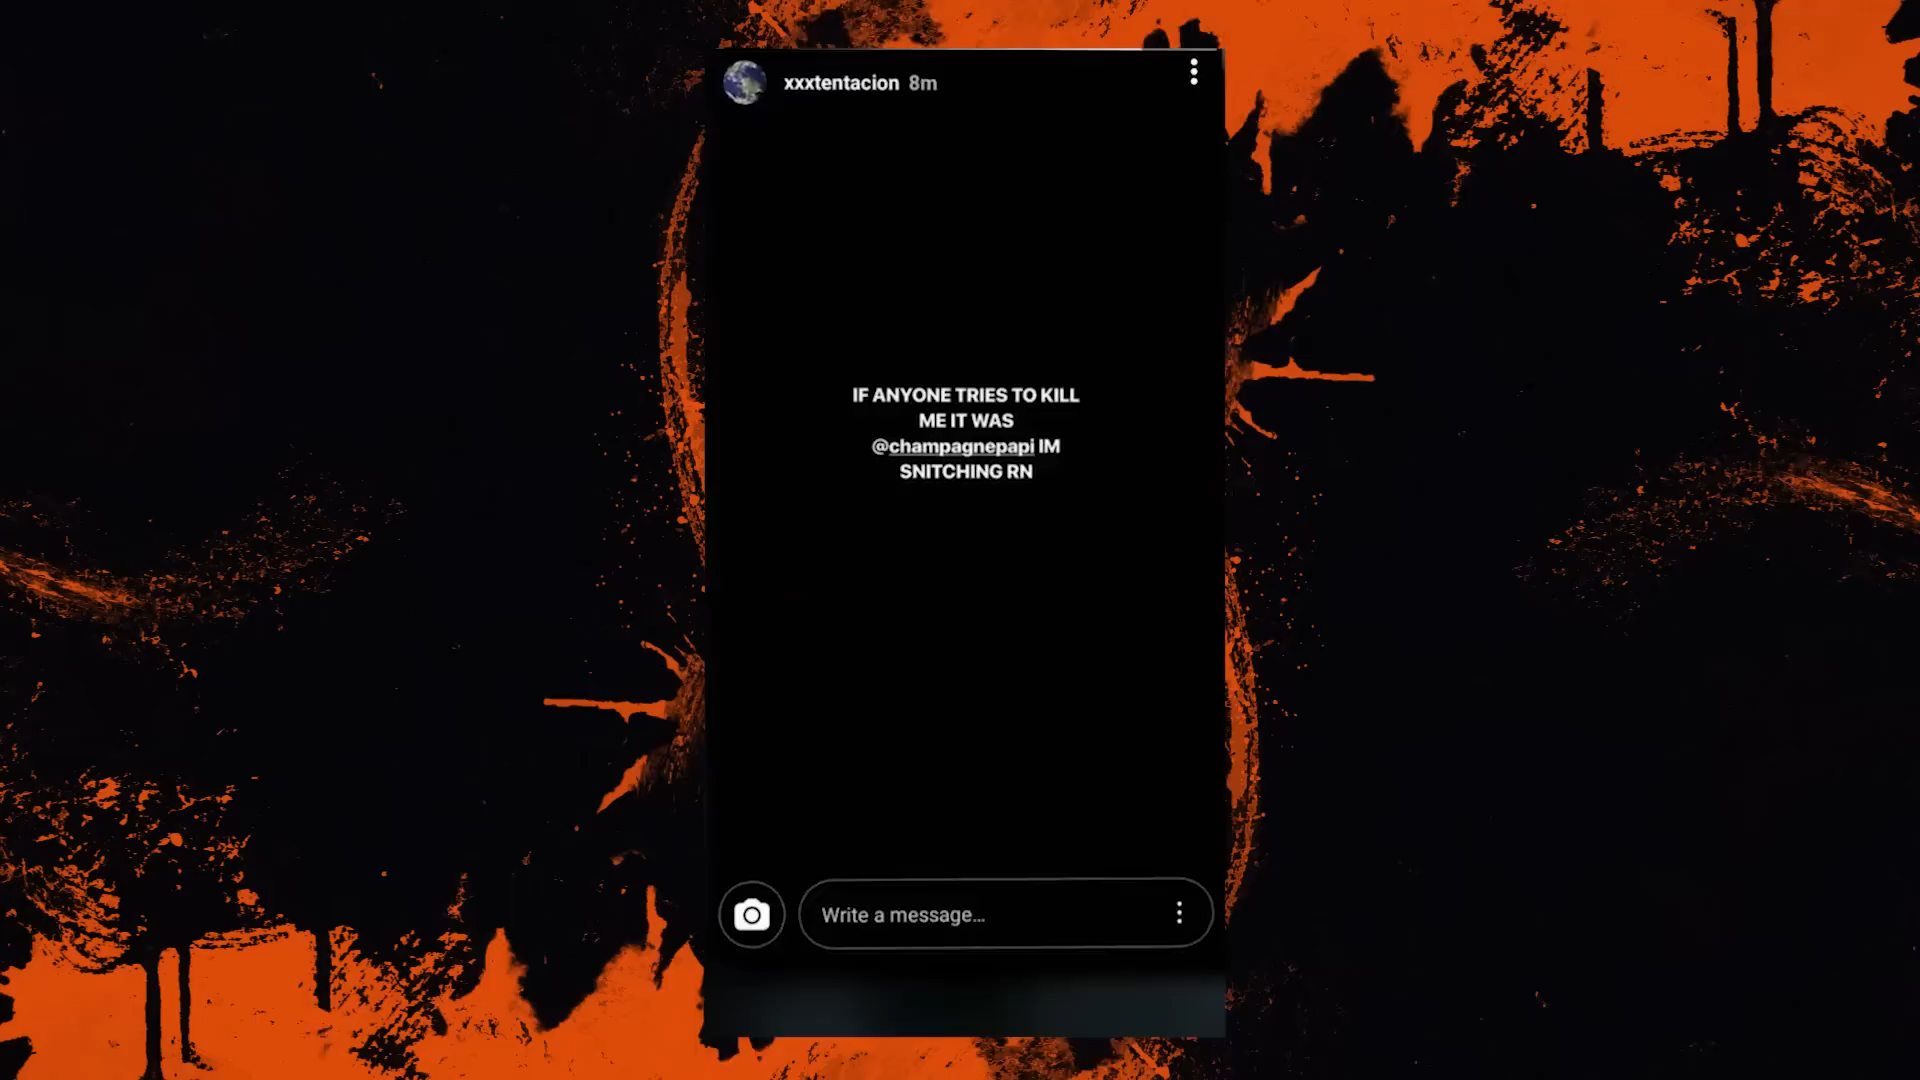 xxxtentacion 8m
IF ANYONE TRIES TO KILL
ME IT WAS
@champagnepapi IM
SNITCHING RN
Write a message...